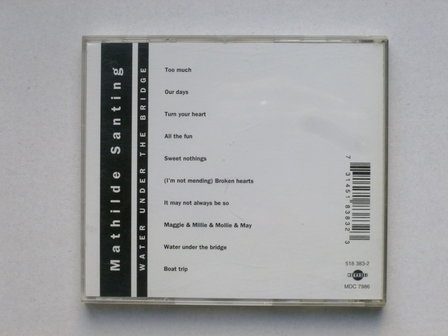 Mathilde Santing
WATER UNDER THE BRIDGE
Too much
Our days
Turn your heart
All the fun
Sweet nothings
(I'm not mending) Broken hearts
It may not always be so
Maggie & Millie & Mollie & May
Water under the bridge
Boat trip
7 31451 83832 3
518 383-2
MDC 7886